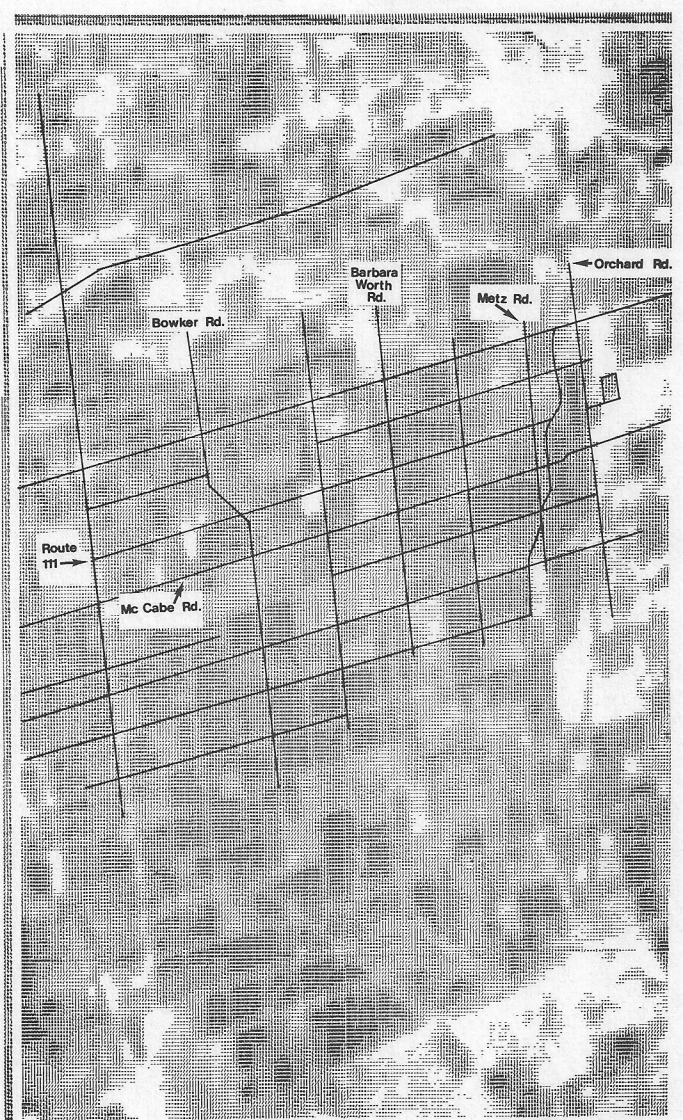 Orchard Rd.
Barbara
Worth
Rd.
Metz Rd.
Bowker Rd.
Route
111
Mc Cabe Rd.